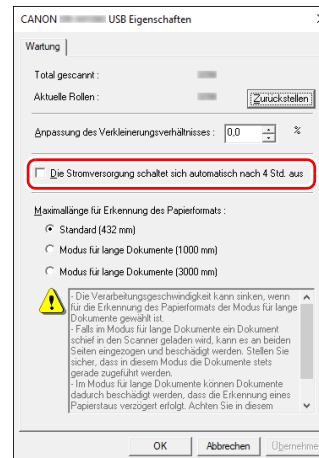 CANON USB Eigenschaften
Wartung
Total gescannt :
Aktuelle Rollen : Zurückstellen
Anpassung des Verkleinerungsverhältnisses : 0,0 %
Die Stromversorgung schaltet sich automatisch nach 4 Std. aus
Maximallänge für Erkennung des Papierformats :
Standard (432 mm)
Modus für lange Dokumente (1000 mm)
Modus für lange Dokumente (3000 mm)
- Die Verarbeitungsgeschwindigkeit kann sinken, wenn
für die Erkennung des Papierformats der Modus für lange
Dokumente gewählt ist.
- Falls im Modus für lange Dokumente ein Dokument
schief in den Scanner geladen wird, kann es an beiden
Seiten eingezogen und beschädigt werden. Stellen Sie
sicher, dass in diesem Modus die Dokumente stets
gerade zugeführt werden.
- Im Modus für lange Dokumente können Dokumente
dadurch beschädigt werden, dass die Erkennung eines
Papierstaus verzögert erfolgt. Achten Sie in diesem
OK Abbrechen Übernehme